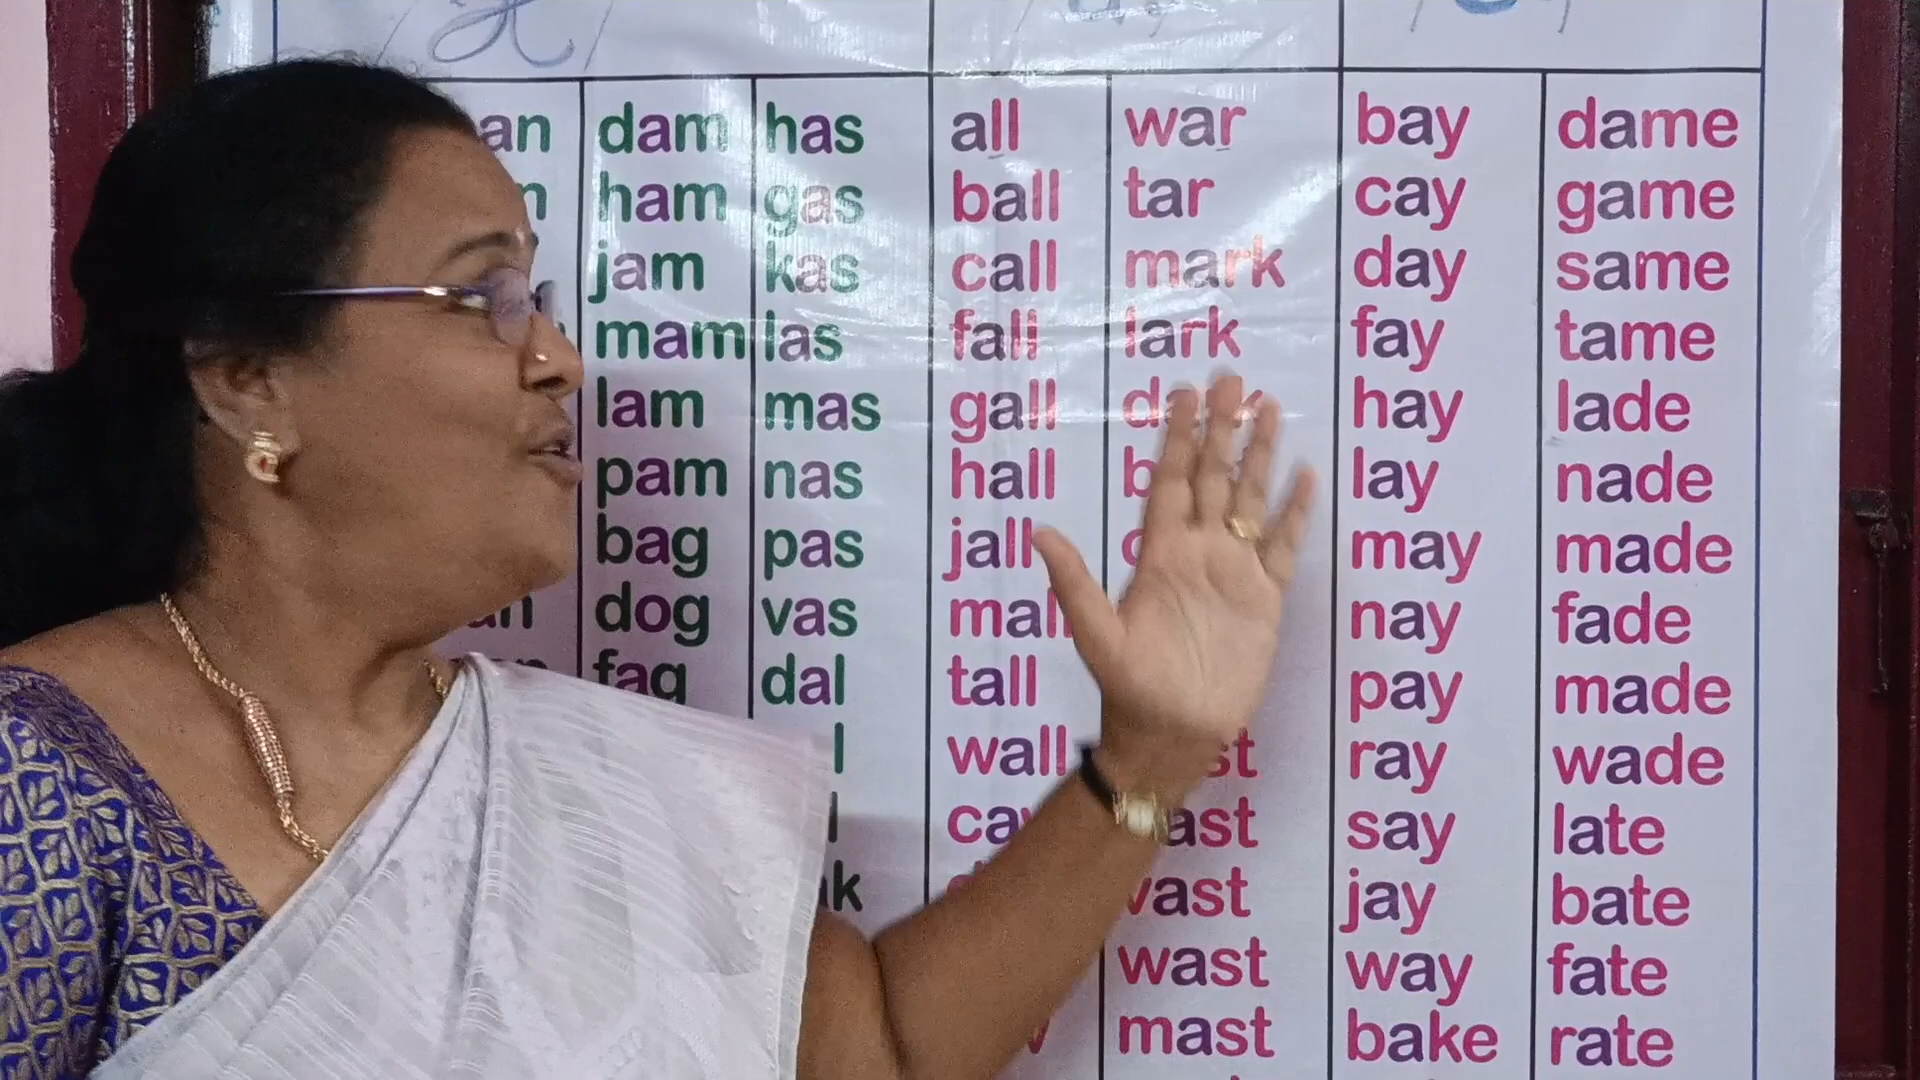 /æ/
dam has all war bay dame
ham gas ball tar cay game
jam kas call mark day same
mam las fall lark fay tame
lam mas gall hay lade
pam nas hall lay nade
bag pas jall may made
dog vas mall nay fade
fag dal tall pay made
wall ray wade
say late
vast jay bate
wast way fate
mast bake rate